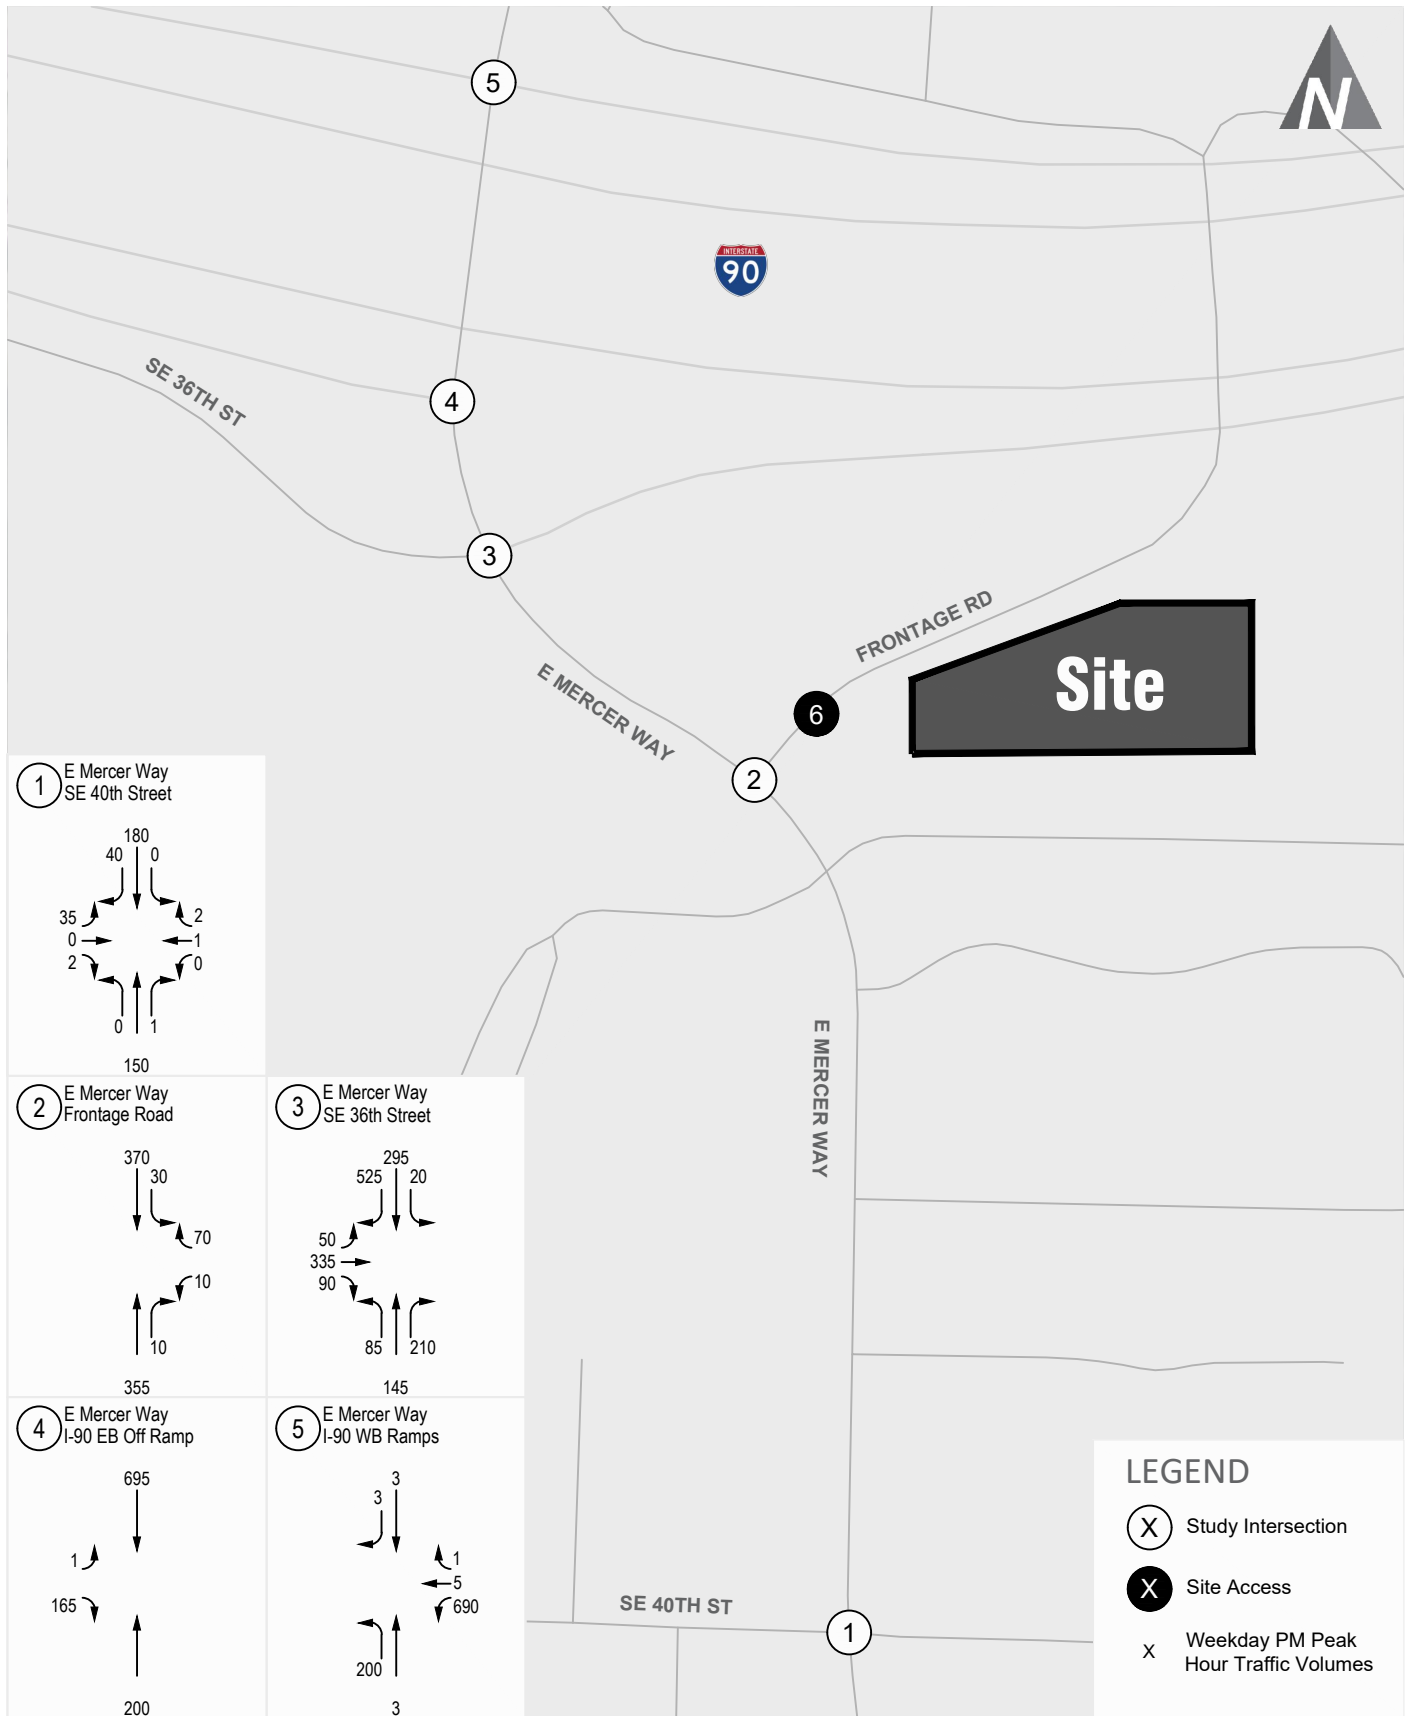 N
5
INTERSTATE
90
SE 36TH ST
4
3
FRONTAGE RD
Site
E MERCER WAY
6
2
1
E Mercer Way
SE 40th Street
180
40 0
35 2
0 1
2 0
0 1
150
2
E Mercer Way
Frontage Road
370
30
70
10
10
355
3
E Mercer Way
SE 36th Street
295
525 20
50
335
90
85 210
145
4
E Mercer Way
I-90 EB Off Ramp
695
1
165
200
5
E Mercer Way
I-90 WB Ramps
3
3
1
5
690
200
3
E MERCER WAY
SE 40TH ST
1
LEGEND
X Study Intersection
X Site Access
X Weekday PM Peak
Hour Traffic Volumes